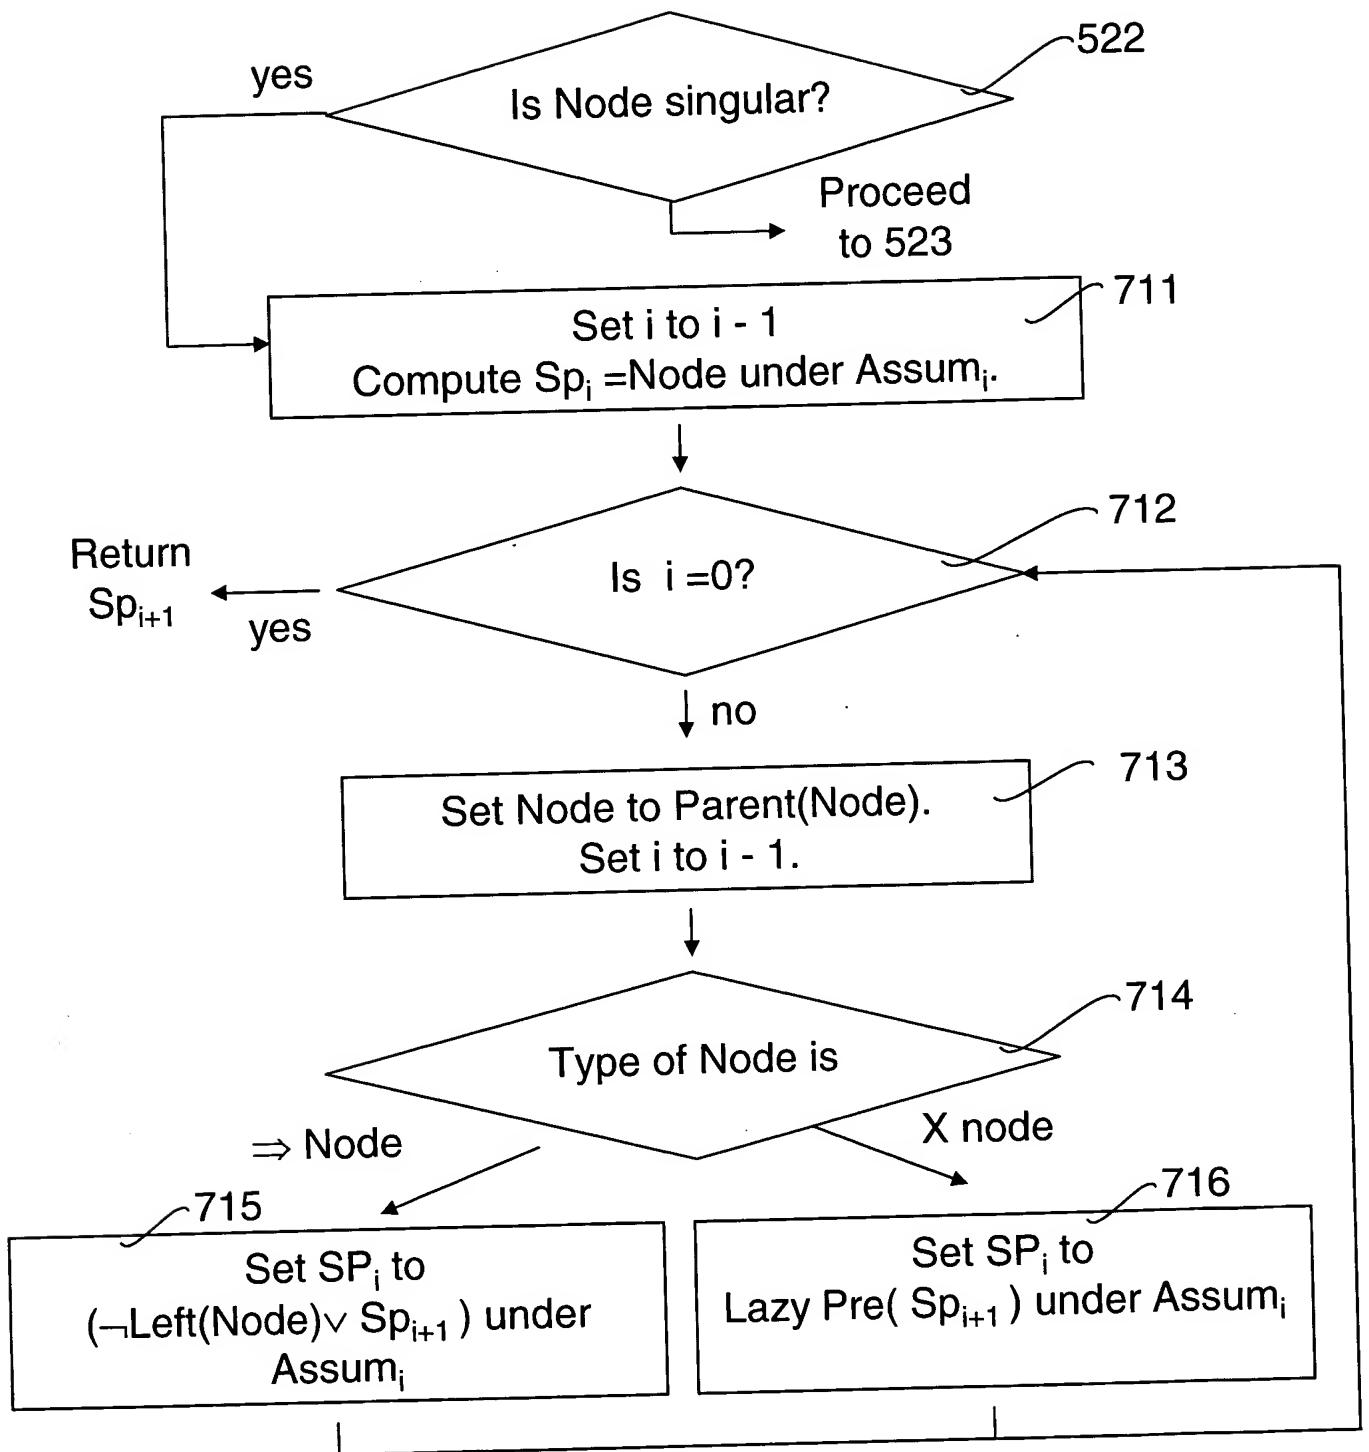 522
yes
Is Node singular?
Proceed
to 523
711
Set i to i - 1
Compute Spᵢ =Node under Assumᵢ.
712
Return
Spᵢ₊₁
yes
Is i =0?
no
713
Set Node to Parent(Node).
Set i to i - 1.
714
Type of Node is
⇒ Node
X node
715
Set SPᵢ to
(¬Left(Node)∨ Spᵢ₊₁ ) under
Assumᵢ
716
Set SPᵢ to
Lazy Pre( Spᵢ₊₁ ) under Assumᵢ